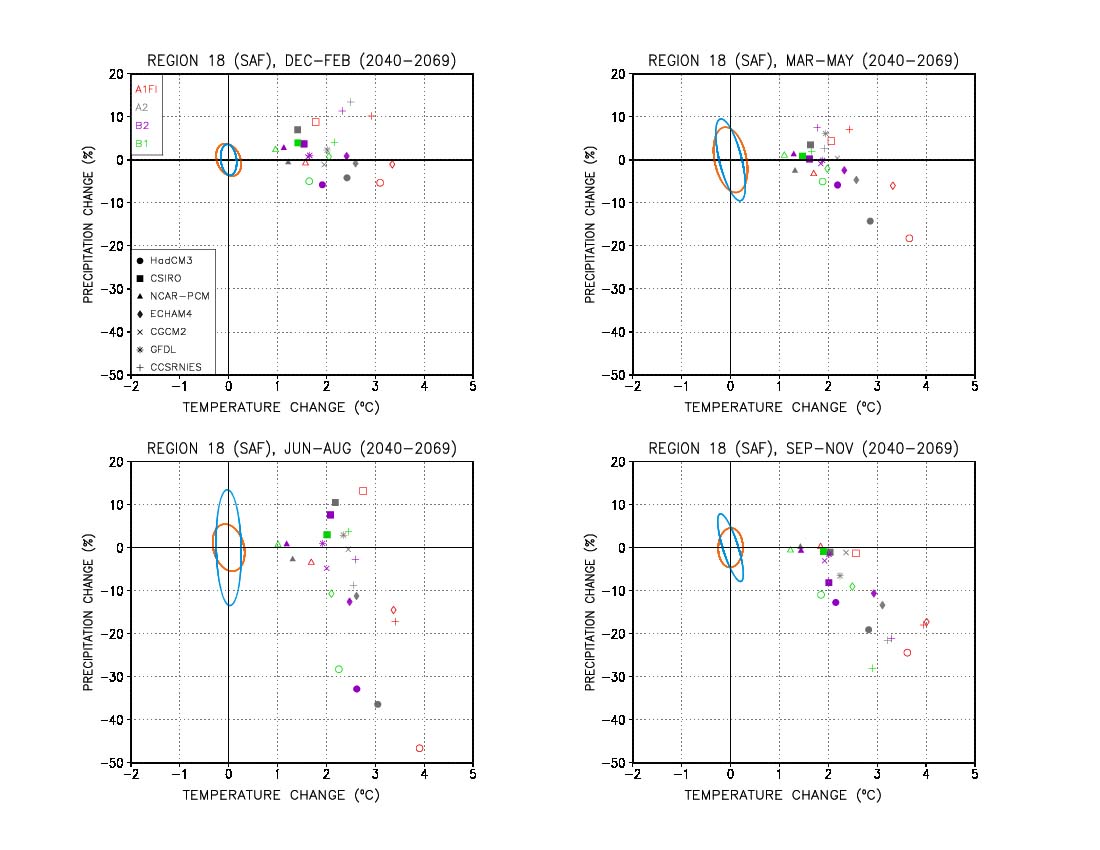 REGION 18 (SAF), DEC-FEB (2040-2069)
20
10
0
-10
-20
-30
-40
-50
PRECIPITATION CHANGE (%)
A1FI
A2
B2
B1
HadCM3
CSIRO
NCAR-PCM
ECHAM4
CGCM2
GFDL
CCSRNIES
-2 -1 0 1 2 3 4 5
TEMPERATURE CHANGE (ºC)
REGION 18 (SAF), MAR-MAY (2040-2069)
20
10
0
-10
-20
-30
-40
-50
PRECIPITATION CHANGE (%)
-2 -1 0 1 2 3 4 5
TEMPERATURE CHANGE (ºC)
REGION 18 (SAF), JUN-AUG (2040-2069)
20
10
0
-10
-20
-30
-40
-50
PRECIPITATION CHANGE (%)
-2 -1 0 1 2 3 4 5
TEMPERATURE CHANGE (ºC)
REGION 18 (SAF), SEP-NOV (2040-2069)
20
10
0
-10
-20
-30
-40
-50
PRECIPITATION CHANGE (%)
-2 -1 0 1 2 3 4 5
TEMPERATURE CHANGE (ºC)